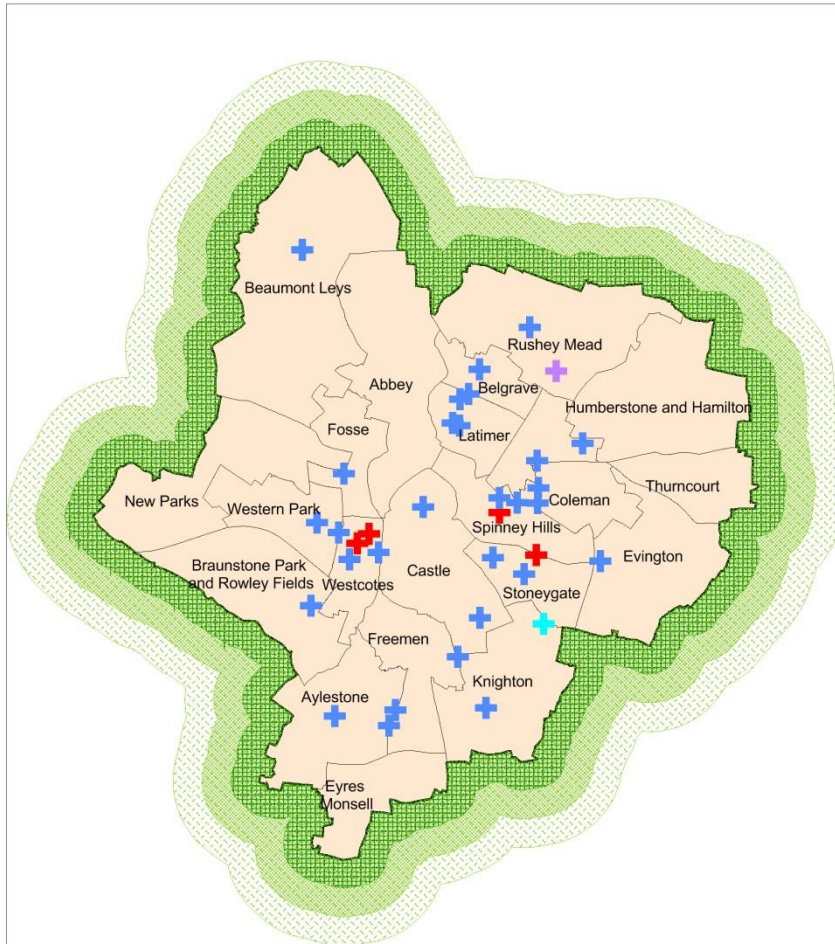 Beaumont Leys
Rushey Mead
Abbey
Belgrave
Humberstone and Hamilton
Fosse
Latimer
Thurncourt
New Parks
Western Park
Coleman
Spinney Hills
Evington
Braunstone Park
and Rowley Fields
Westcotes
Castle
Stoneygate
Freemen
Knighton
Aylestone
Eyres
Monsell